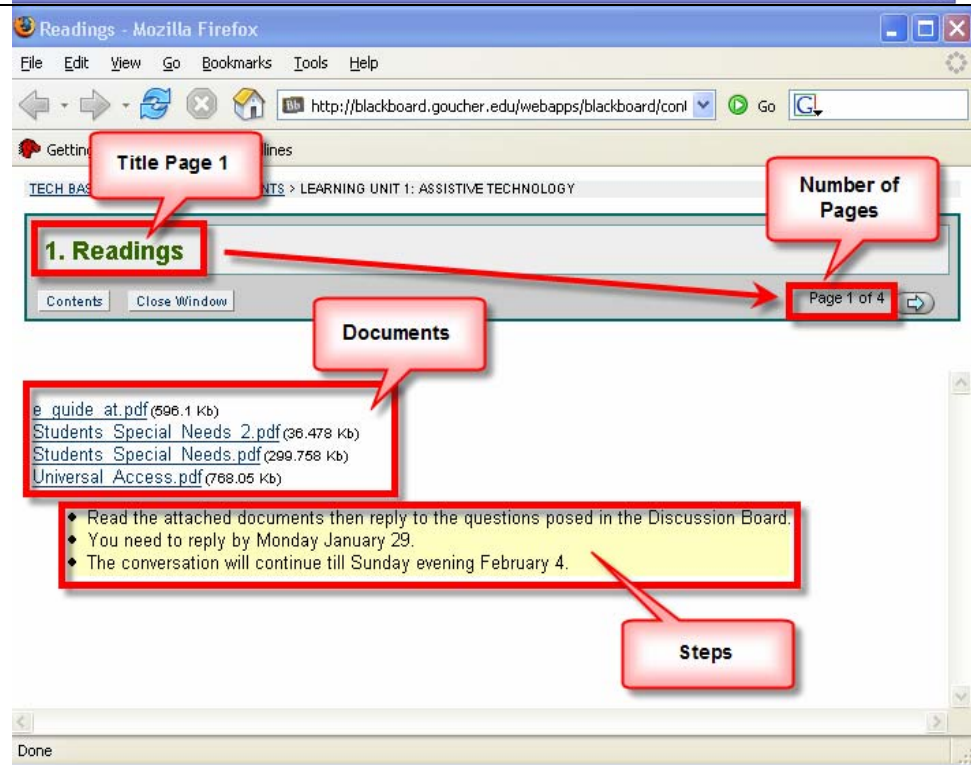 Readings - Mozilla Firefox
File Edit View Go Bookmarks Tools Help
http://blackboard.goucher.edu/webapps/blackboard/con Go
Title Page 1
TECH > LEARNING UNIT 1: ASSISTIVE TECHNOLOGY
Number of
Pages
1. Readings
Contents Close Window
Page 1 of 4
Documents
e_guide_at.pdf (596.1 Kb)
Students_Special_Needs_2.pdf (36.478 Kb)
Students_Special_Needs.pdf (299.758 Kb)
Universal_Access.pdf (768.05 Kb)
• Read the attached documents then reply to the questions posed in the Discussion Board.
• You need to reply by Monday January 29.
• The conversation will continue till Sunday evening February 4.
Steps
Done